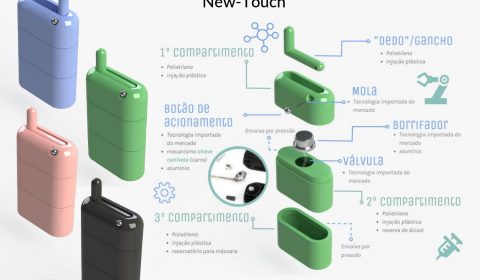 New-Touch
1º COMPARTIMENTO
• Polietileno
• injeção plástica
"DEDO"/GANCHO
• Polietileno
• injeção plástica
MOLA
• Tecnologia importada do
mercado
BOTÃO DE
ACIONAMENTO
• Tecnologia importada do
mercado
• mecanismo chave
canivete (carro)
• alumínio
Encaixe por
pressão
BORRIFADOR
• Tecnologia importada do
mercado
• alumínio
VÁLVULA
• Tecnologia importada do
mercado
3º COMPARTIMENTO
• Polietileno
• injeção plástica
• reservatório para máscara
2º COMPARTIMENTO
• Polietileno
• injeção plástica
• reserva de álcool
Encaixe por
pressão